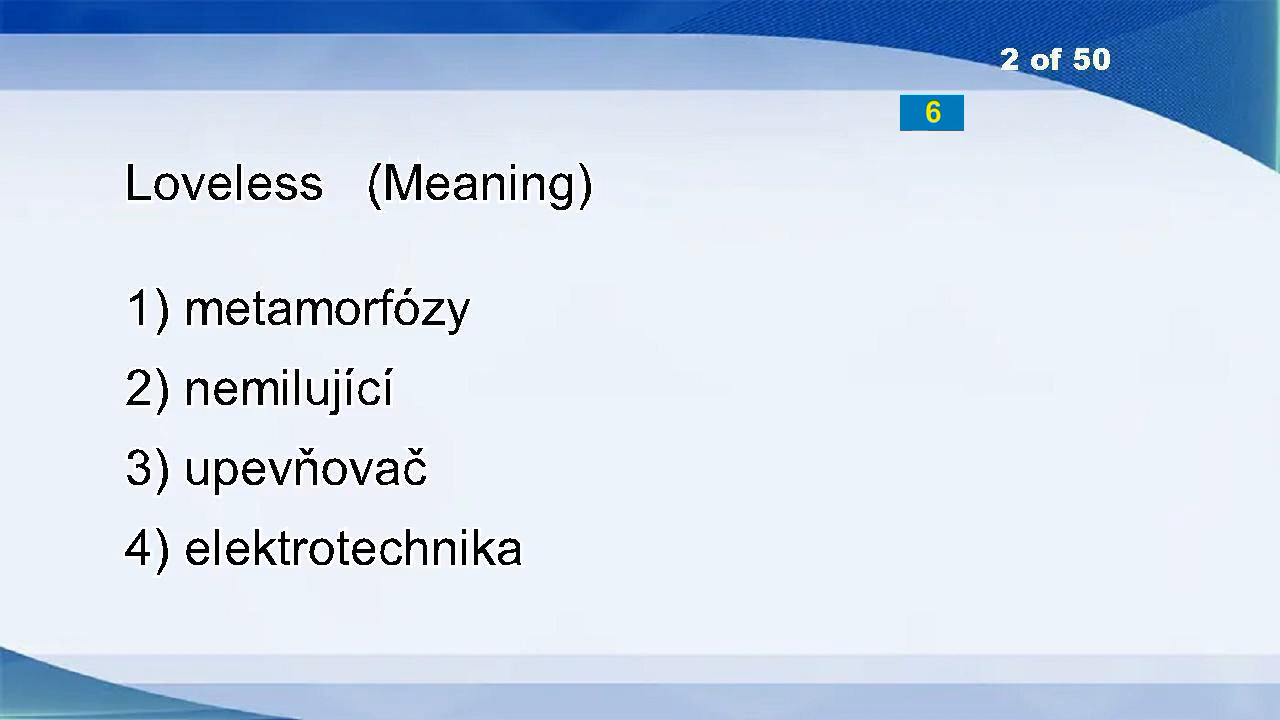 2 of 50
6
Loveless (Meaning)
1) metamorfózy
2) nemilující
3) upevňovač
4) elektrotechnika